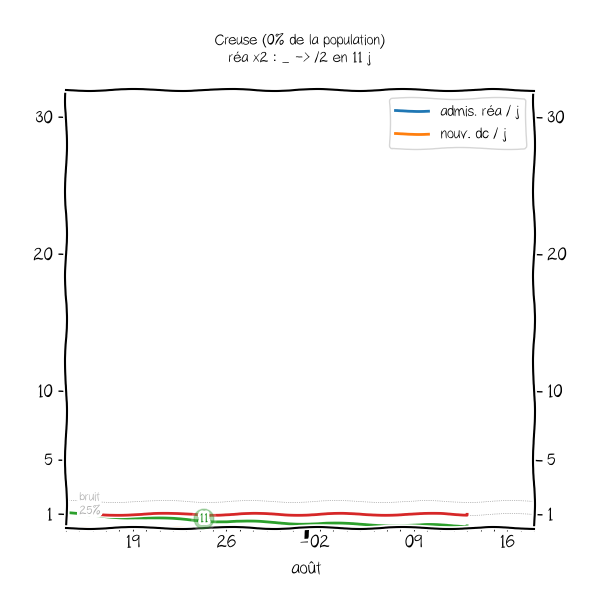 Creuse (0% de la population)
réa x2 : _ -> /2 en 11 j
admis. réa / j
nouv. dc / j
30
30
20
20
10
10
5
5
bruit
25%
1
11
1
19
26
02
09
16
août